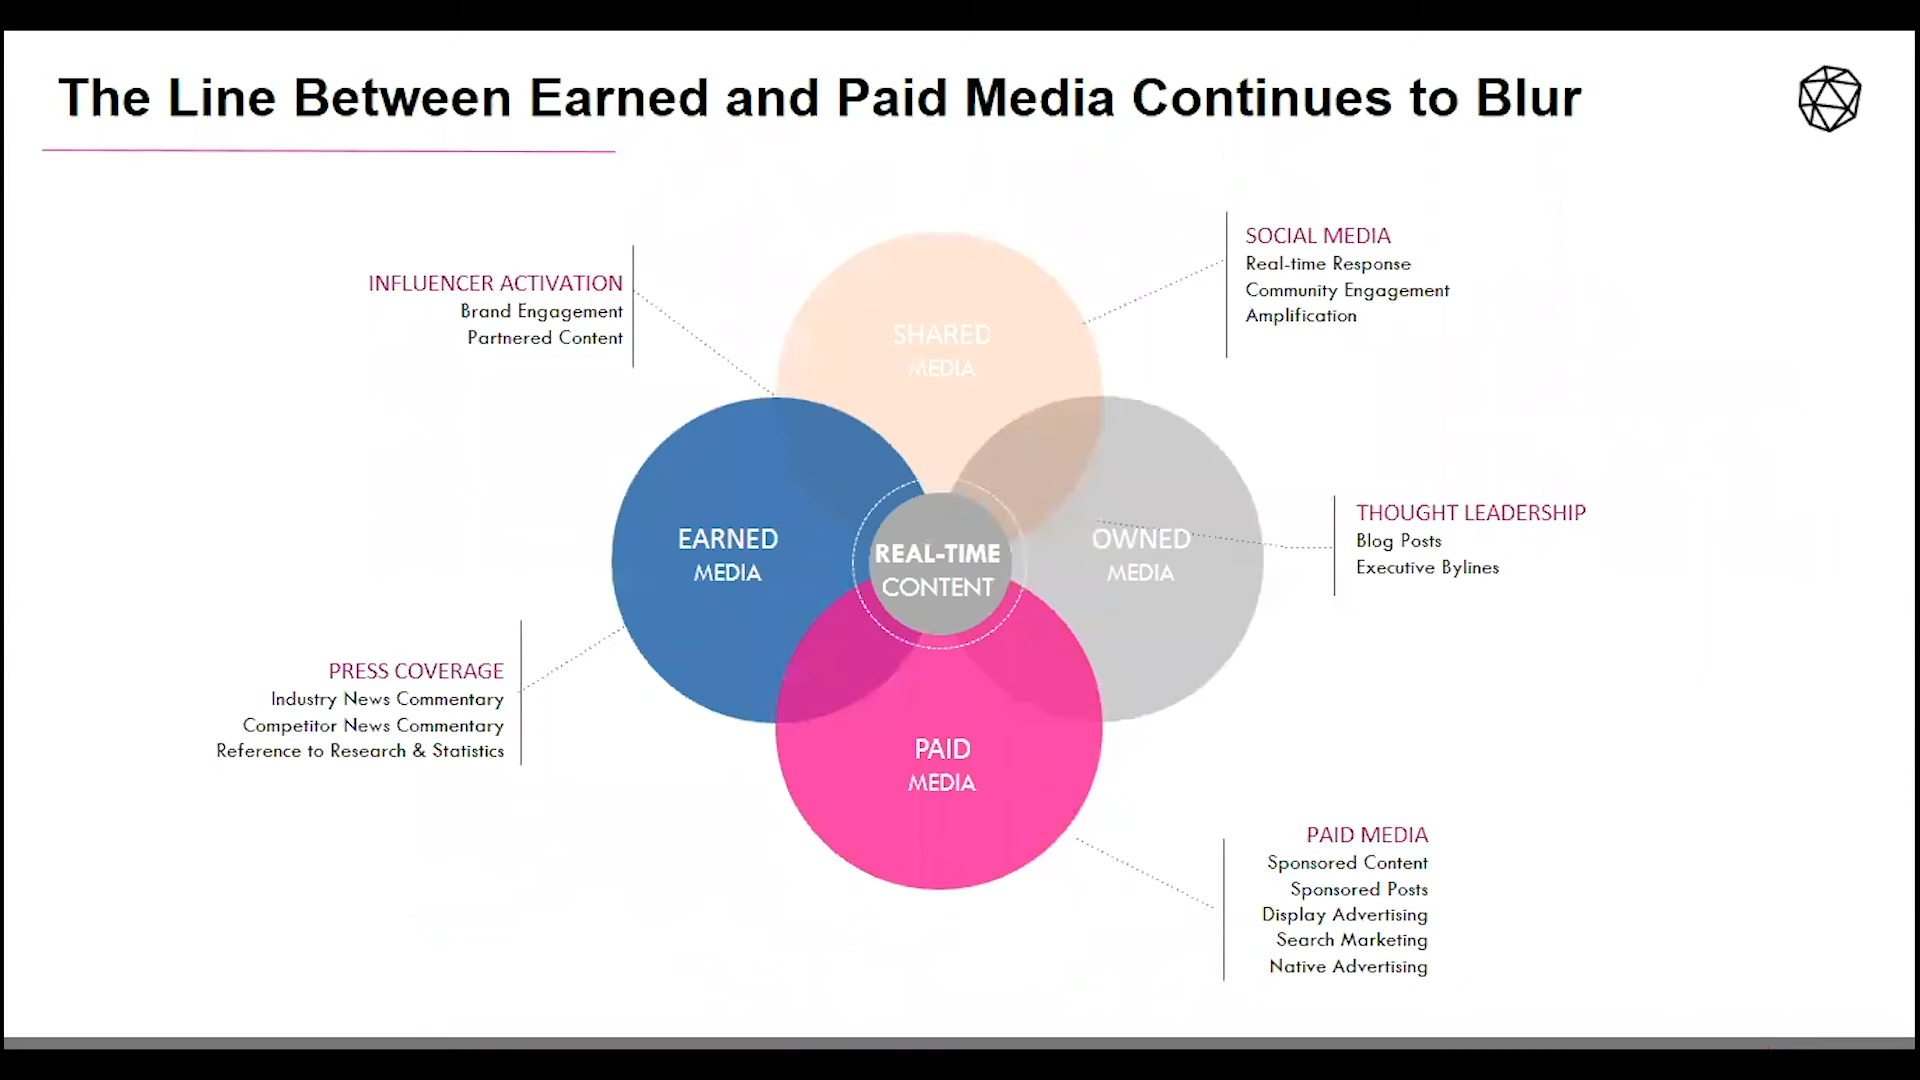 The Line Between Earned and Paid Media Continues to Blur
INFLUENCER ACTIVATION
Brand Engagement
Partnered Content
SOCIAL MEDIA
Real-time Response
Community Engagement
Amplification
SHARED
MEDIA
EARNED
MEDIA
REAL-TIME
CONTENT
OWNED
MEDIA
THOUGHT LEADERSHIP
Blog Posts
Executive Bylines
PRESS COVERAGE
Industry News Commentary
Competitor News Commentary
Reference to Research & Statistics
PAID
MEDIA
PAID MEDIA
Sponsored Content
Sponsored Posts
Display Advertising
Search Marketing
Native Advertising